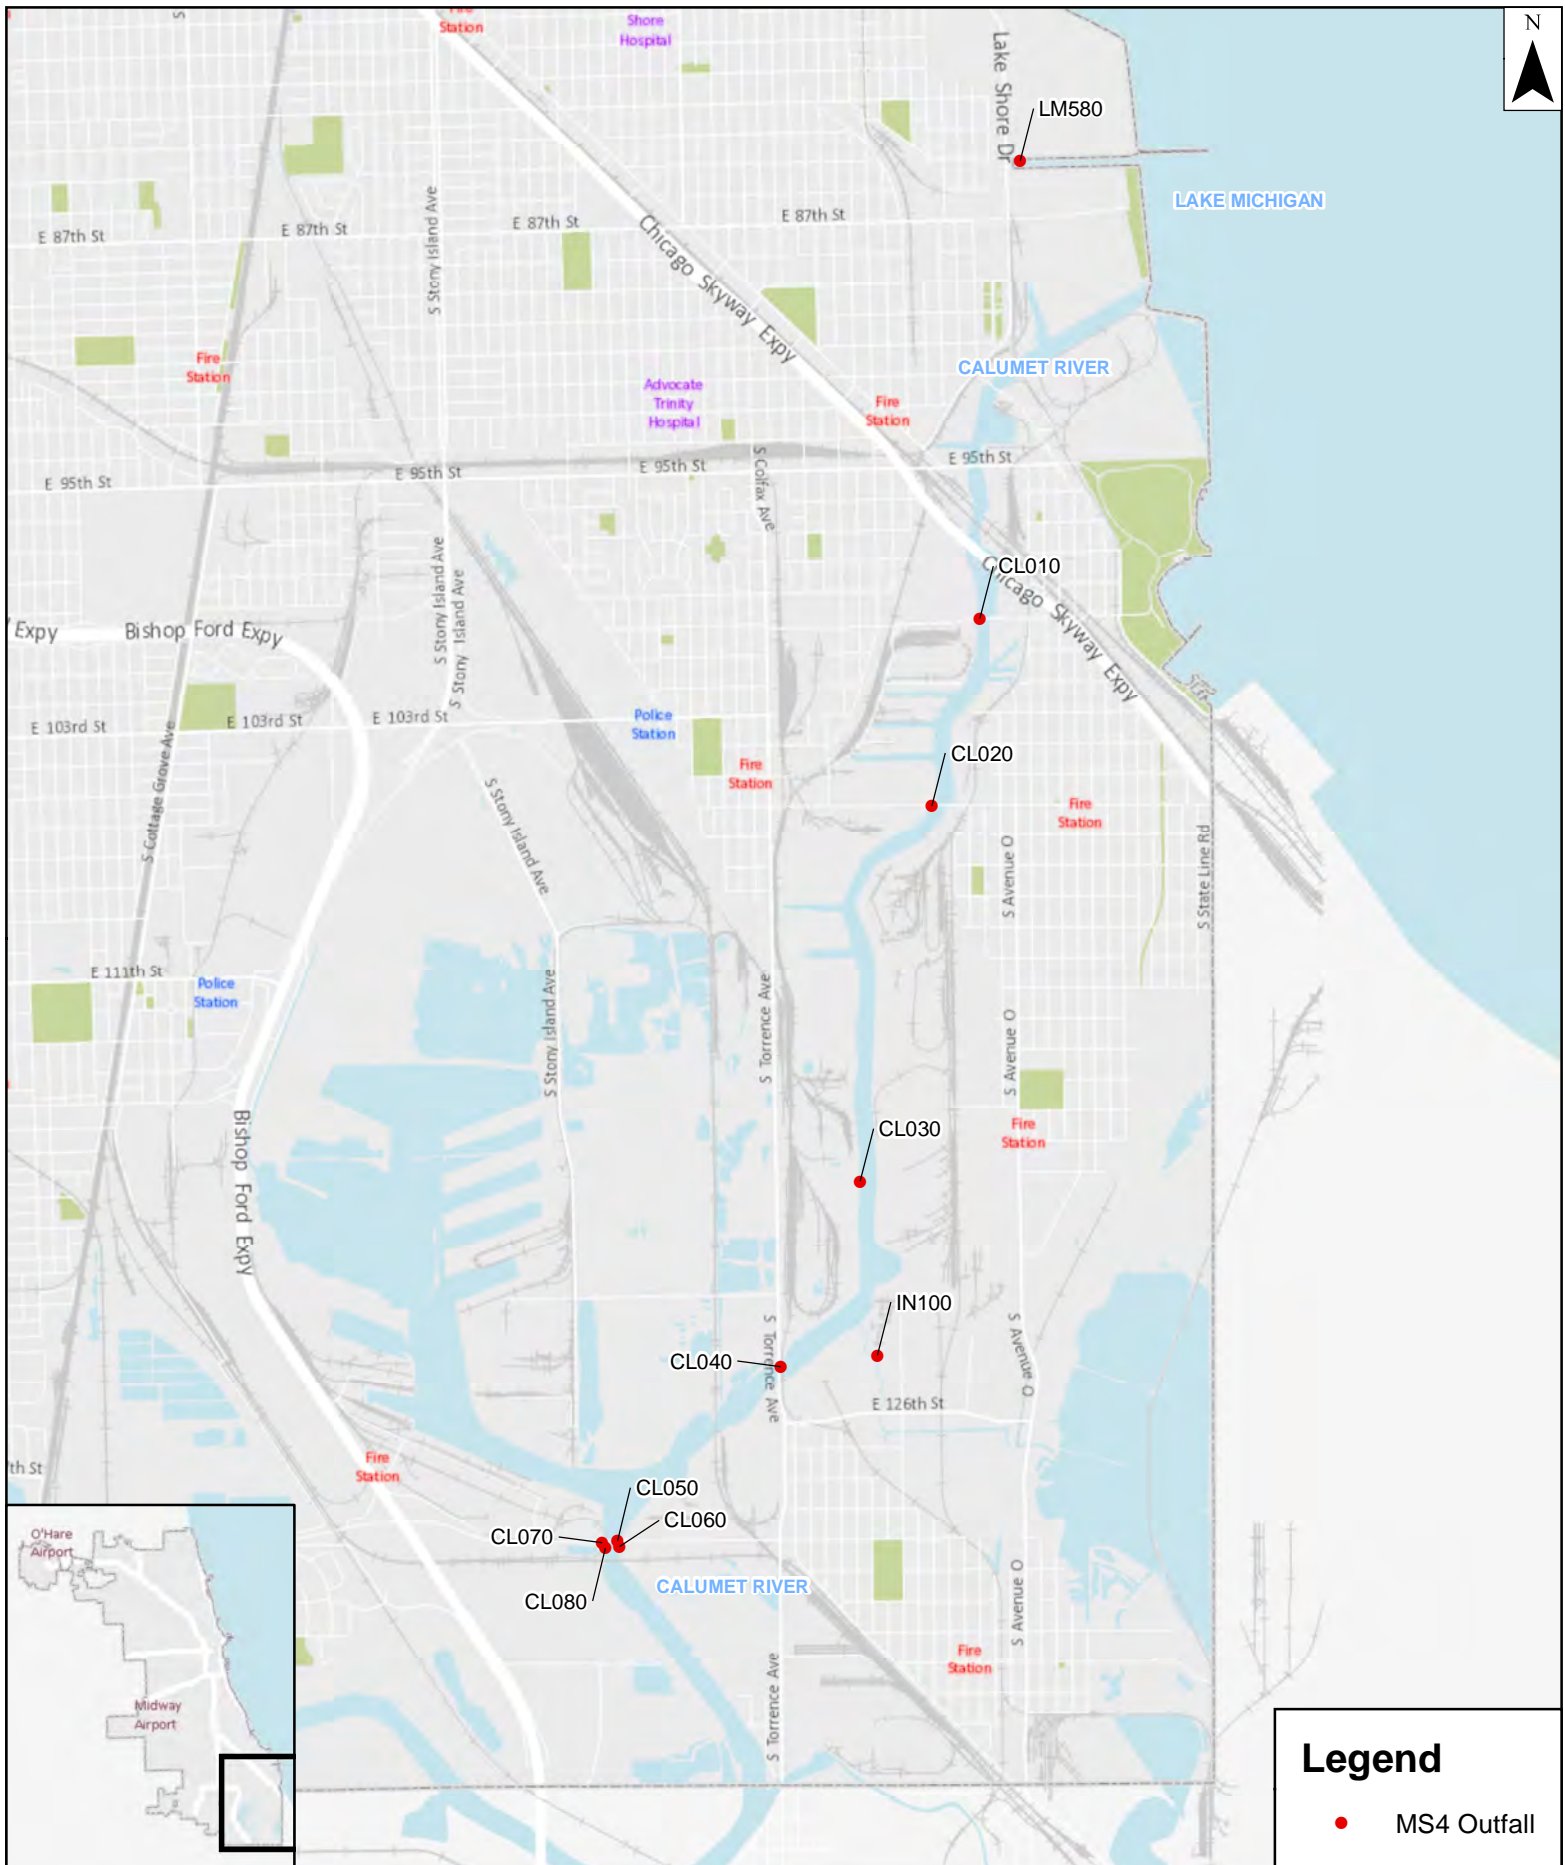 S
Fire
Station
Shore
Hospital
N
Lake Shore Dr
LM580
LAKE MICHIGAN
E 87th St
E 87th St
E 87th St
E 87th St
S Stony Island Ave
Chicago Skyway Expy
Fire
Station
CALUMET RIVER
Advocate
Trinity
Hospital
Fire
Station
E 95th St
E 95th St
E 95th St
E 95th St
S Colfax Ave
S Stony Island Ave
S Stony Island Ave
CL010
Chicago Skyway Expy
Expy
Bishop Ford Expy
E 103rd St
E 103rd St
E 103rd St
Police
Station
Fire
Station
CL020
Fire
Station
S Cottage Grove Ave
S Stony Island Ave
S Avenue O
S State Line Rd
E 111th St
Police
Station
S Stony Island Ave
S Torrence Ave
S Avenue O
Bishop Ford Expy
CL030
Fire
Station
IN100
CL040
S Torrence Ave
S Avenue O
E 126th St
th St
Fire
Station
CL050
CL060
CL070
CL080
CALUMET RIVER
S Avenue O
Fire
Station
S Torrence Ave
O'Hare
Airport
Midway
Airport
Legend
MS4 Outfall